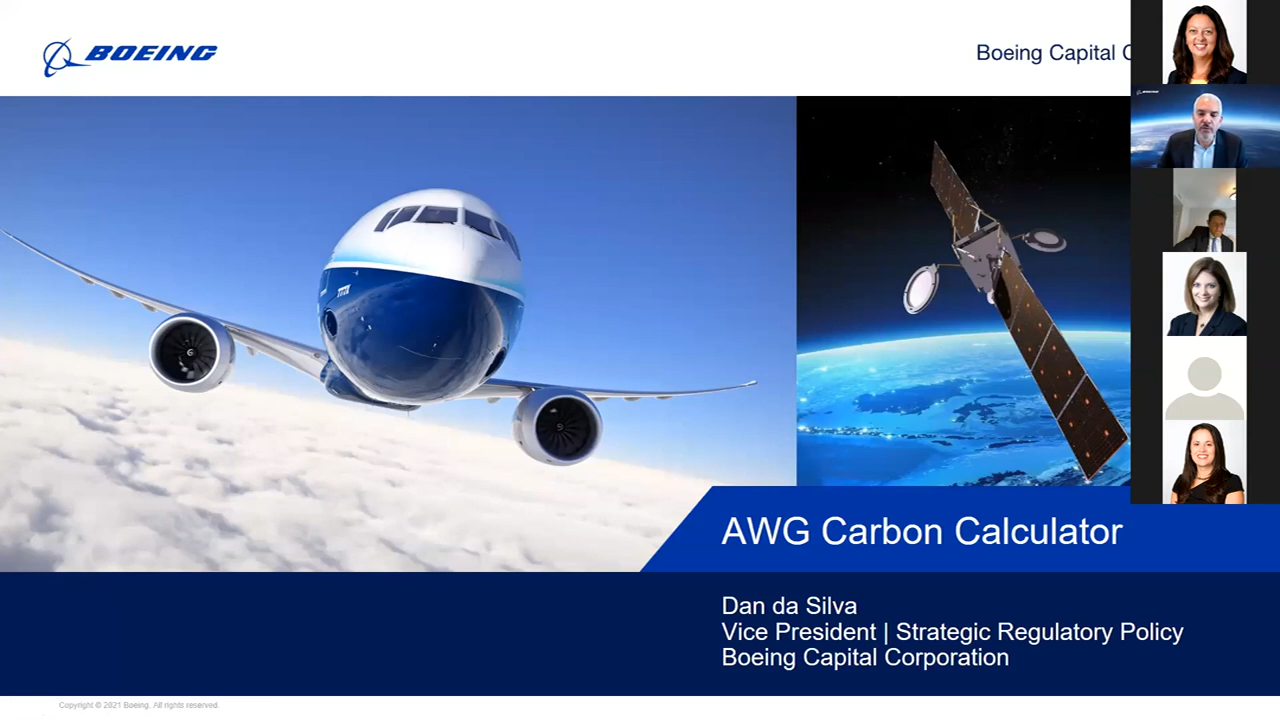 BOEING
Boeing Capital
BOEING
AWG Carbon Calculator
Dan da Silva
Vice President | Strategic Regulatory Policy
Boeing Capital Corporation
Copyright © 2021 Boeing. All rights reserved.